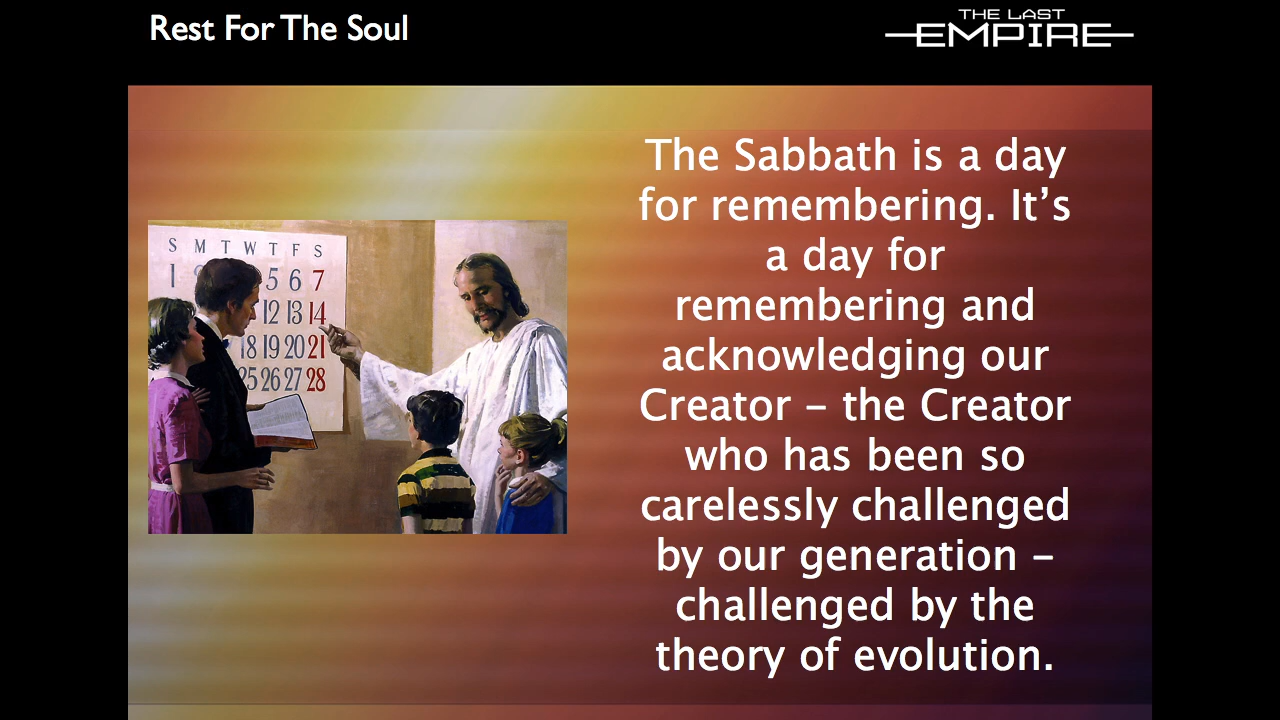 Rest For The Soul
THE LAST
EMPIRE
The Sabbath is a day
for remembering. It’s
a day for
remembering and
acknowledging our
Creator – the Creator
who has been so
carelessly challenged
by our generation –
challenged by the
theory of evolution.
S M T W T F S
1 5 6 7
12 13 14
18 19 20 21
25 26 27 28